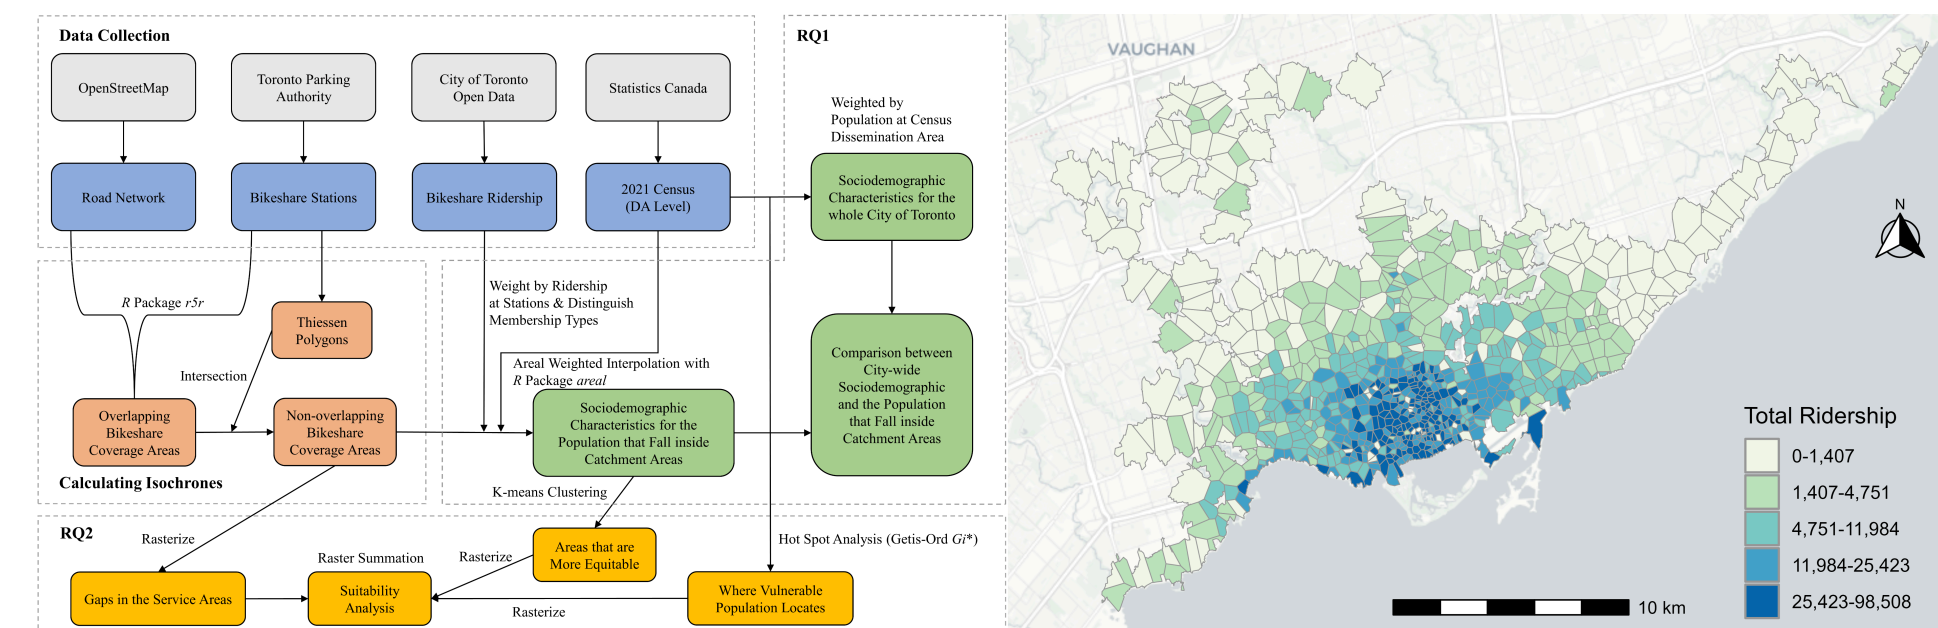 Data Collection
OpenStreetMap
Toronto Parking
Authority
City of Toronto
Open Data
Statistics Canada
Road Network
Bikeshare Stations
Bikeshare Ridership
2021 Census
(DA Level)
RQ1
Weighted by
Population at Census
Dissemination Area
Sociodemographic
Characteristics for the
whole City of Toronto
Comparison between
City-wide
Sociodemographic
and the Population
that Fall inside
Catchment Areas
R Package r5r
Thiessen
Polygons
Intersection
Overlapping
Bikeshare
Coverage Areas
Non-overlapping
Bikeshare
Coverage Areas
Calculating Isochrones
Weight by Ridership
at Stations & Distinguish
Membership Types
Areal Weighted Interpolation with
R Package areal
Sociodemographic
Characteristics for the
Population that Fall inside
Catchment Areas
K-means Clustering
RQ2
Rasterize
Gaps in the Service Areas
Raster Summation
Suitability
Analysis
Rasterize
Areas that are
More Equitable
Rasterize
Hot Spot Analysis (Getis-Ord Gi*)
Where Vulnerable
Population Locates
VAUGHAN
N
Total Ridership
0-1,407
1,407-4,751
4,751-11,984
11,984-25,423
25,423-98,508
10 km